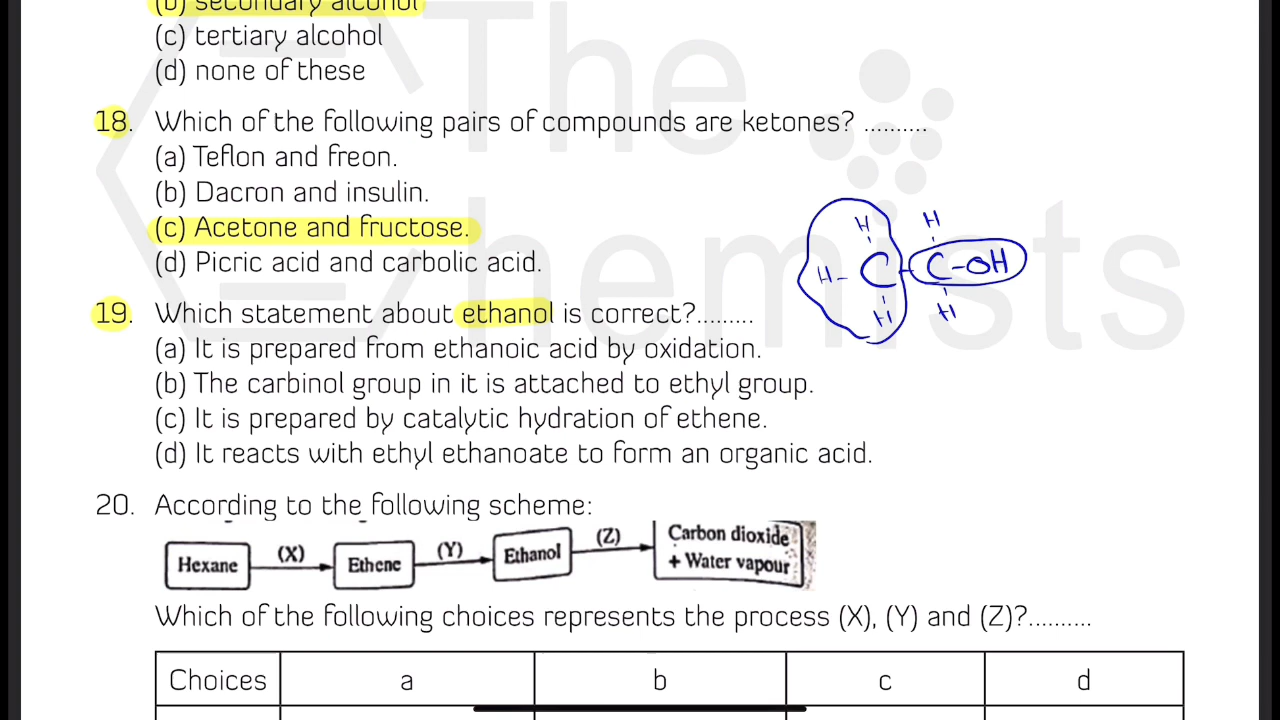 (b) secondary alcohol
(c) tertiary alcohol
(d) none of these
18. Which of the following pairs of compounds are ketones? ..........
(a) Teflon and freon.
(b) Dacron and insulin.
(c) Acetone and fructose.
(d) Picric acid and carbolic acid.
H H
H - C - C - OH
H H
19. Which statement about ethanol is correct?.........
(a) It is prepared from ethanoic acid by oxidation.
(b) The carbinol group in it is attached to ethyl group.
(c) It is prepared by catalytic hydration of ethene.
(d) It reacts with ethyl ethanoate to form an organic acid.
20. According to the following scheme:
Hexane (X) Ethene (Y) Ethanol (Z) Carbon dioxide
+ Water vapour
Which of the following choices represents the process (X), (Y) and (Z)?..........
Choices a b c d
The
Chemists